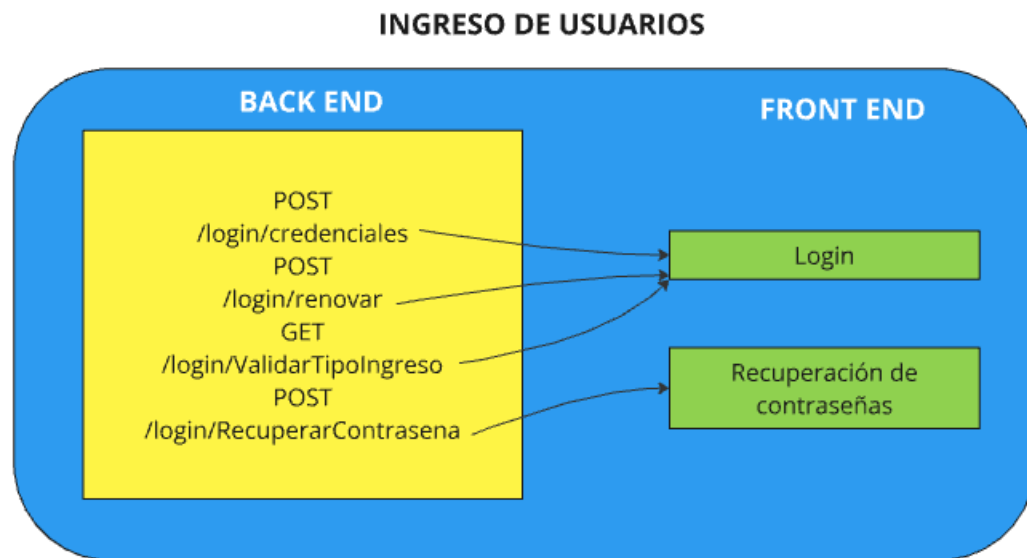 INGRESO DE USUARIOS
BACK END
POST
/login/credenciales
POST
/login/renovar
GET
/login/ValidarTipoIngreso
POST
/login/RecuperarContrasena
FRONT END
Login
Recuperación de
contraseñas